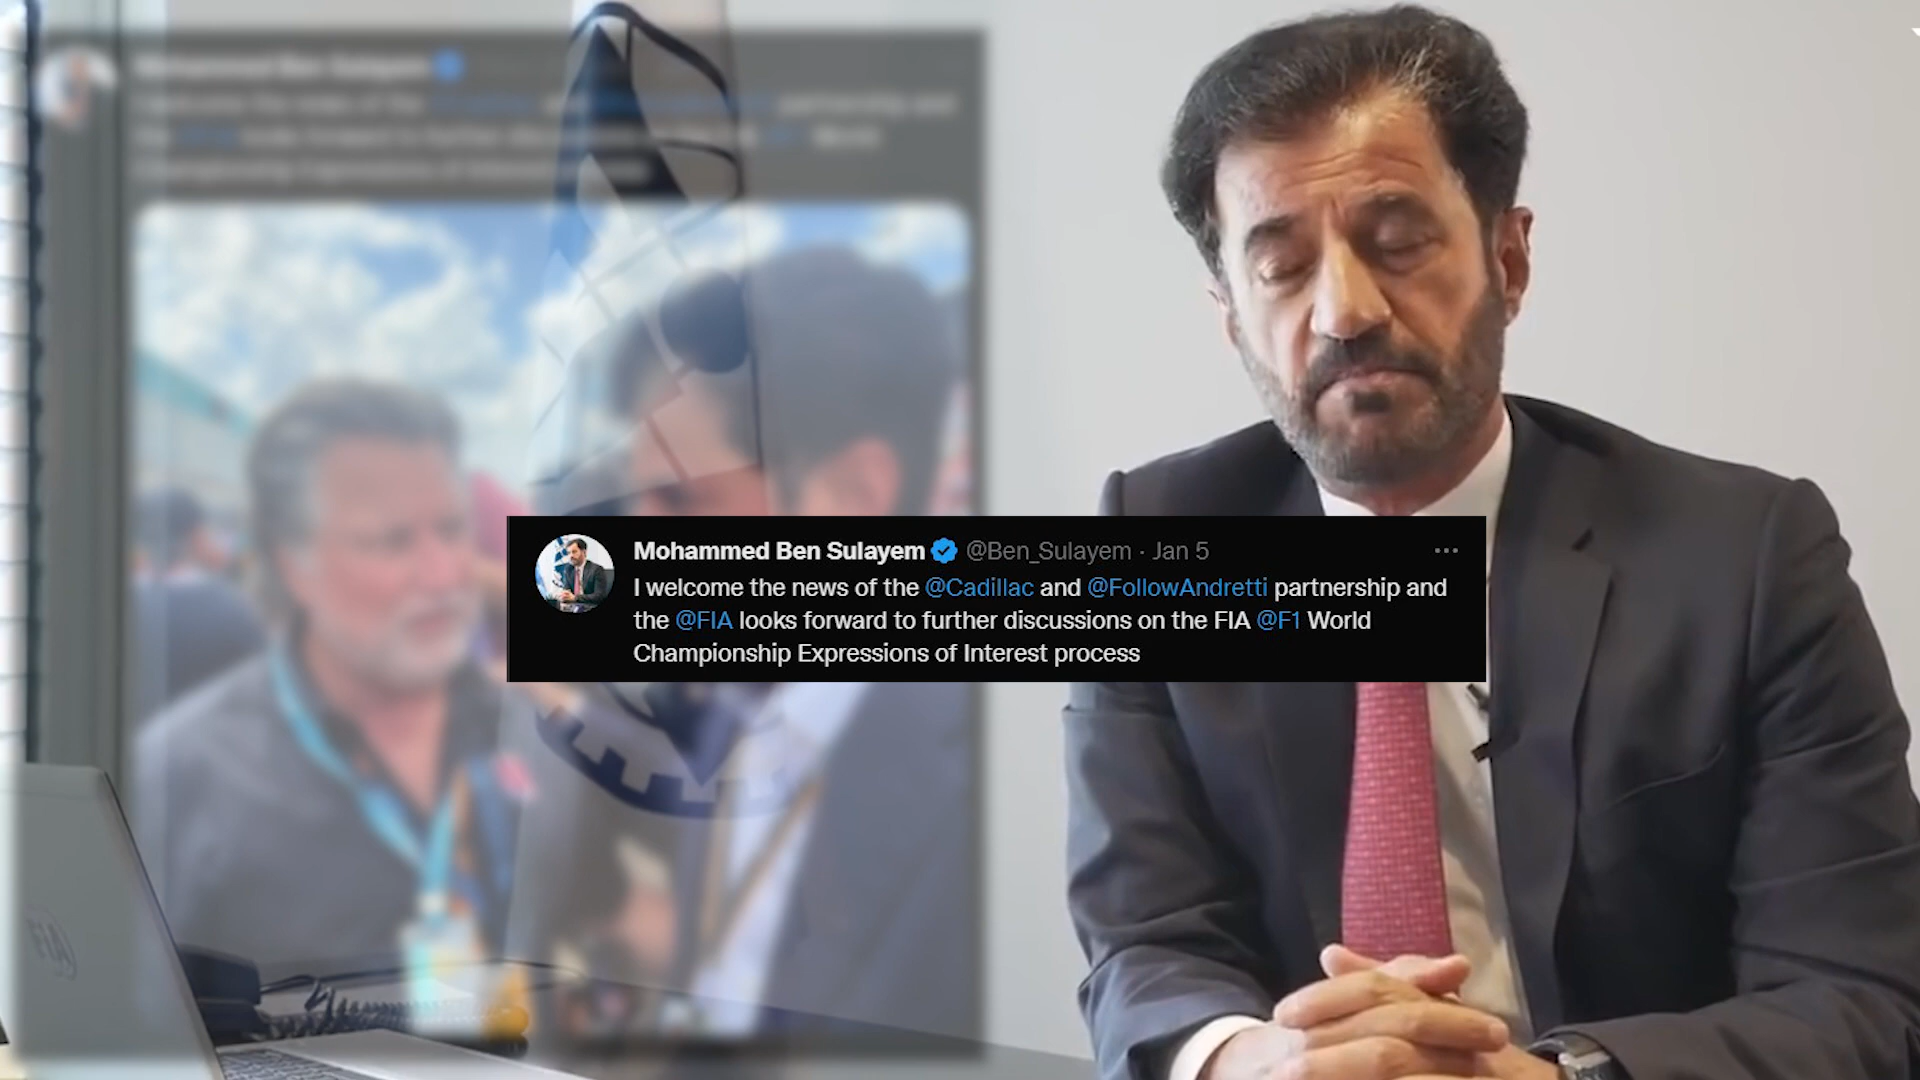 Mohammed Ben Sulayem @Ben_Sulayem · Jan 5 ...
I welcome the news of the @Cadillac and @FollowAndretti partnership and
the @FIA looks forward to further discussions on the FIA @F1 World
Championship Expressions of Interest process
FIA